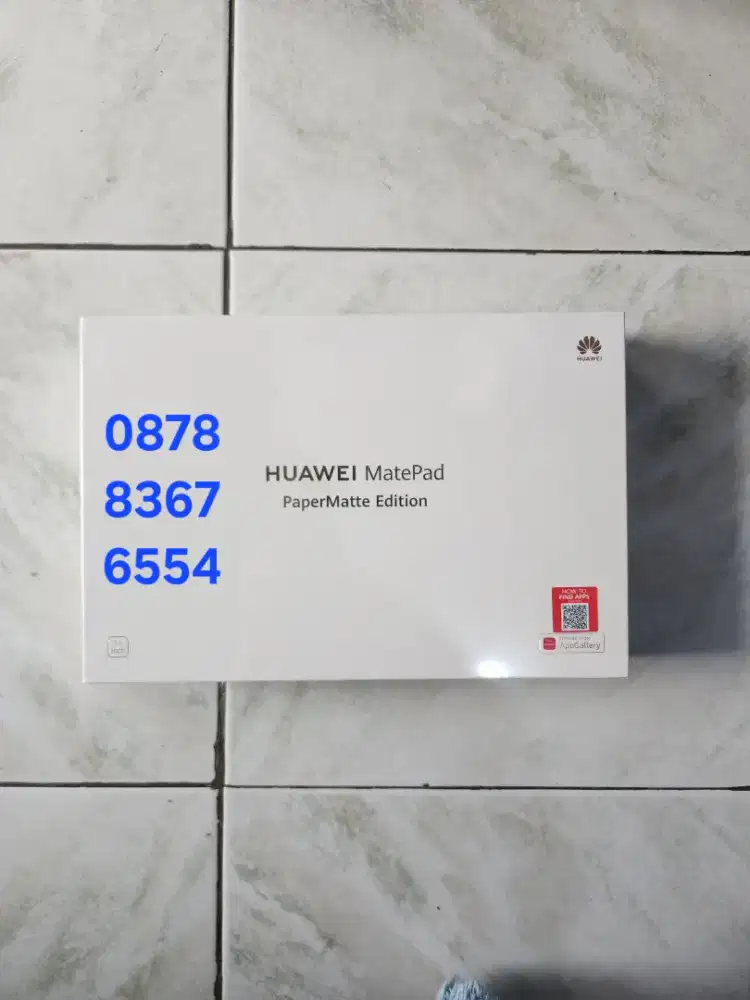 HUAWEI
0878
8367
6554
HUAWEI MatePad
PaperMatte Edition
HOW TO
FIND APPS
AppGallery